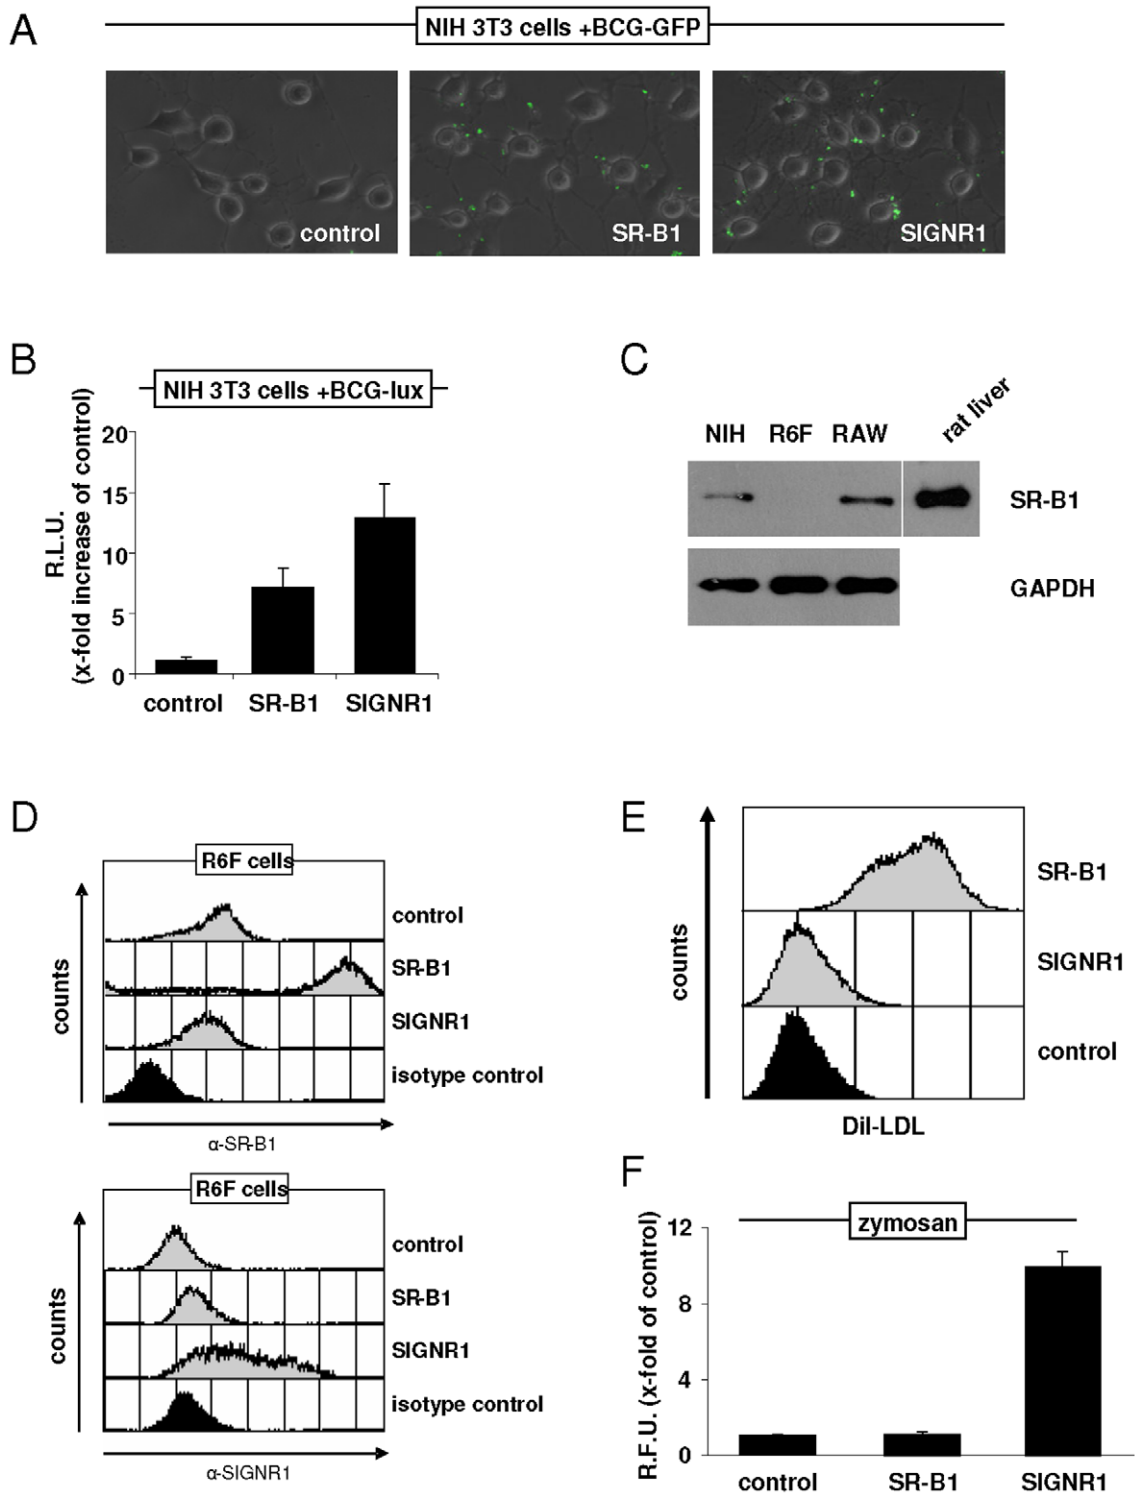 A
NIH 3T3 cells +BCG-GFP
control
SR-B1
SIGNR1
B
NIH 3T3 cells +BCG-lux
R.L.U.
(x-fold increase of control)
20
15
10
5
0
control SR-B1 SIGNR1
C
NIH R6F RAW rat liver
SR-B1
GAPDH
D
R6F cells
counts
control
SR-B1
SIGNR1
isotype control
α-SR-B1
R6F cells
counts
control
SR-B1
SIGNR1
isotype control
α-SIGNR1
E
counts
SR-B1
SIGNR1
control
DiI-LDL
F
zymosan
R.F.U. (x-fold of control)
12
8
4
0
control SR-B1 SIGNR1